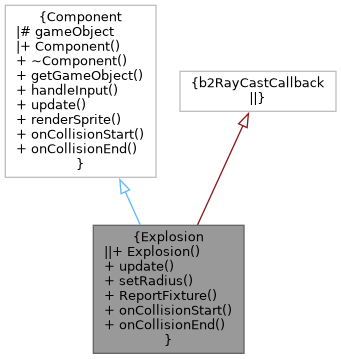 {Component
|# gameObject
|+ Component()
+ ~Component()
+ getGameObject()
+ handleInput()
+ update()
+ renderSprite()
+ onCollisionStart()
+ onCollisionEnd()
}
{b2RayCastCallback
||}
{Explosion
||+ Explosion()
+ update()
+ setRadius()
+ ReportFixture()
+ onCollisionStart()
+ onCollisionEnd()
}